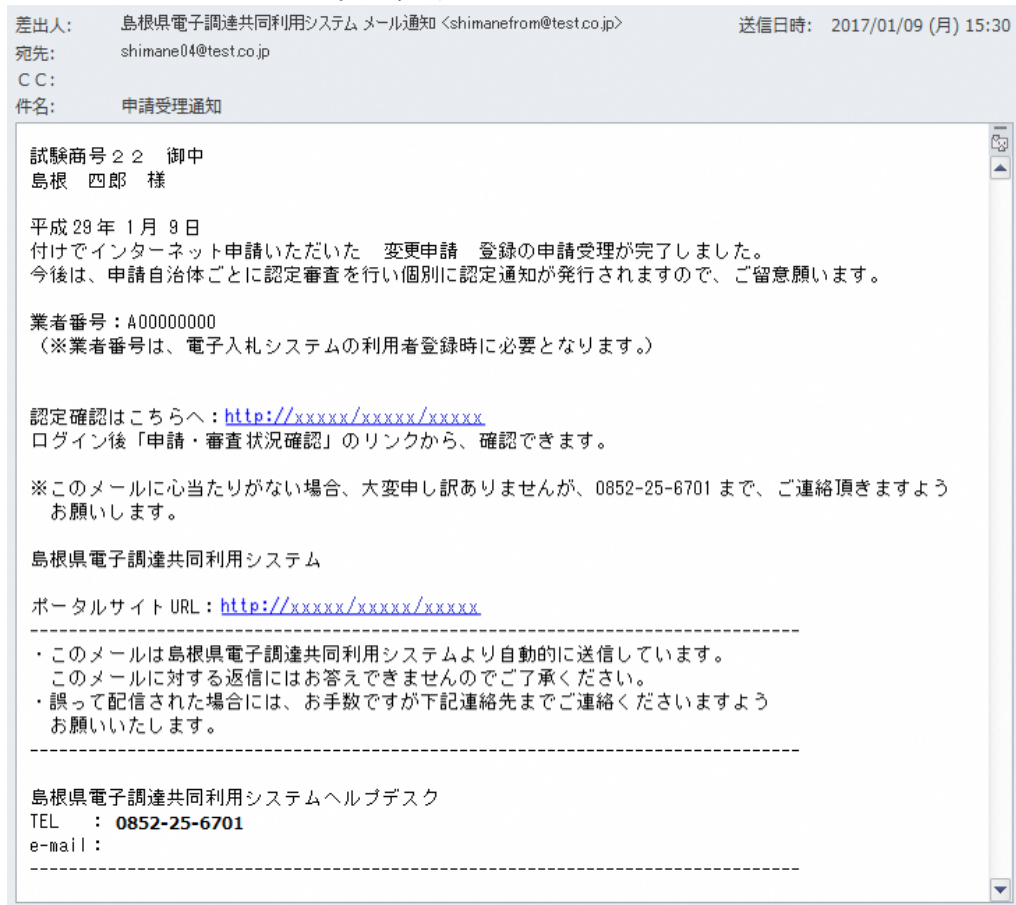 差出人: 島根県電子調達共同利用システム メール通知 <shimanefrom@test.co.jp> 送信日時: 2017/01/09 (月) 15:30
宛先: shimane04@test.co.jp
CC:
件名: 申請受理通知
試験商号２２　御中
島根　四郎　様
平成29年 1月 9日
付けでインターネット申請いただいた　変更申請　登録の申請受理が完了しました。
今後は、申請自治体ごとに認定審査を行い個別に認定通知が発行されますので、ご留意願います。
業者番号：A00000000
（※業者番号は、電子入札システムの利用者登録時に必要となります。）
認定確認はこちらへ：http://xxxxx/xxxxx/xxxxx
ログイン後「申請・審査状況確認」のリンクから、確認できます。
※このメールに心当たりがない場合、大変申し訳ありませんが、0852-25-6701まで、ご連絡頂きますよう
お願いします。
島根県電子調達共同利用システム
ポータルサイトURL：http://xxxxx/xxxxx/xxxxx
--------------------------------------------------------------------------------
・このメールは島根県電子調達共同利用システムより自動的に送信しています。
このメールに対する返信にはお答えできませんのでご了承ください。
・誤って配信された場合には、お手数ですが下記連絡先までご連絡くださいますよう
お願いいたします。
--------------------------------------------------------------------------------
島根県電子調達共同利用システムヘルプデスク
TEL　：0852-25-6701
e-mail：
--------------------------------------------------------------------------------